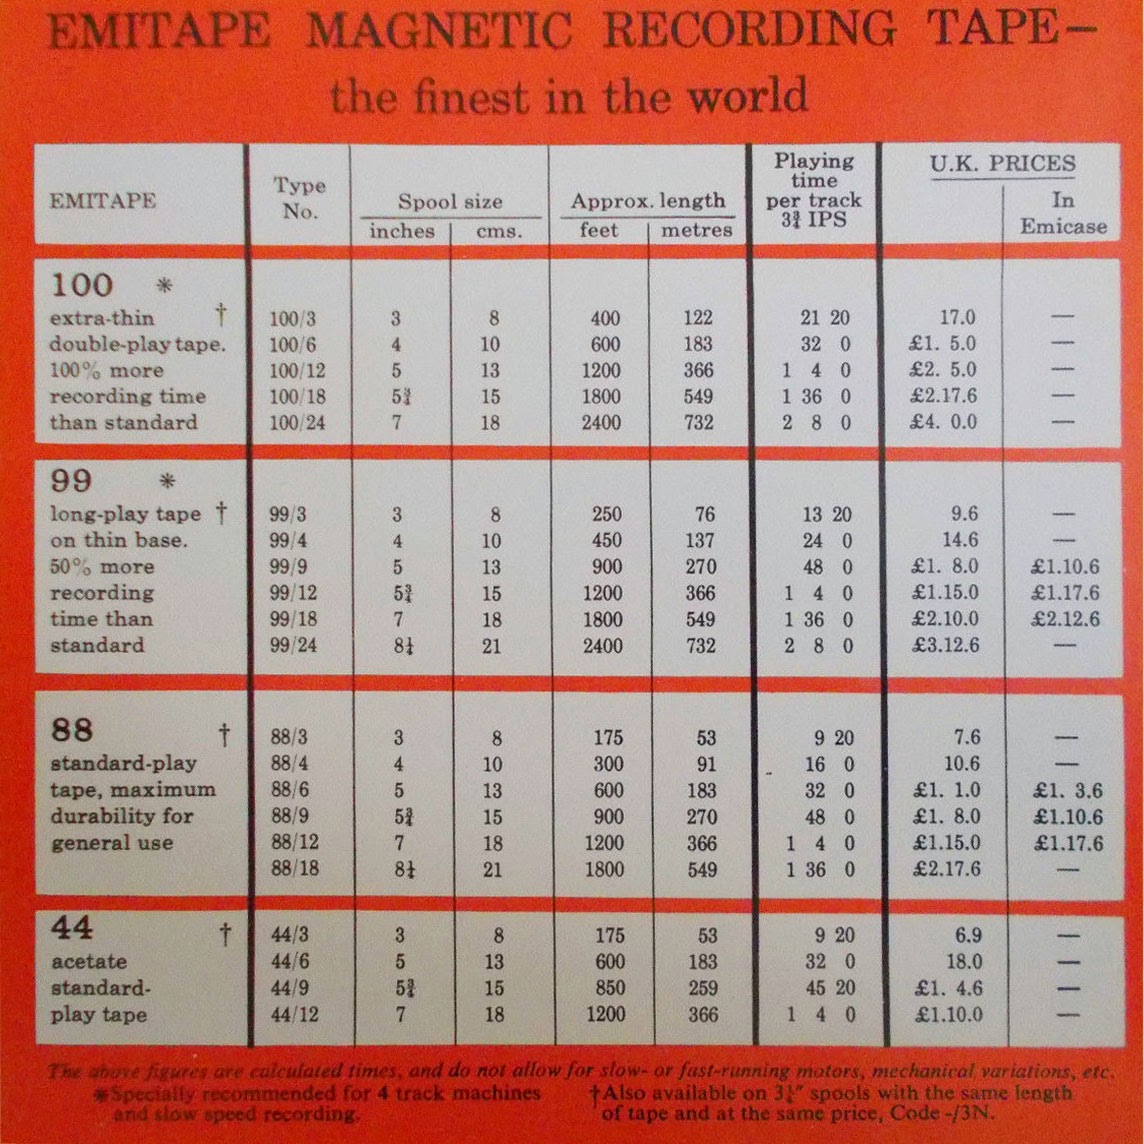 EMITAPE MAGNETIC RECORDING TAPE—
the finest in the world
EMITAPE
Type No.
Spool size
inches cms.
Approx. length
feet metres
Playing time per track 3¾ IPS
U.K. PRICES
In Emicase
100 *
extra-thin † 100/3 3 8 400 122 21 20 17.0 —
double-play tape. 100/6 4 10 600 183 32 0 £1. 5.0 —
100% more 100/12 5 13 1200 366 1 4 0 £2. 5.0 —
recording time 100/18 5¾ 15 1800 549 1 36 0 £2.17.6 —
than standard 100/24 7 18 2400 732 2 8 0 £4. 0.0 —
99 *
long-play tape † 99/3 3 8 250 76 13 20 9.6 —
on thin base. 99/4 4 10 450 137 24 0 14.6 —
50% more 99/9 5 13 900 270 48 0 £1. 8.0 £1.10.6
recording 99/12 5¾ 15 1200 366 1 4 0 £1.15.0 £1.17.6
time than 99/18 7 18 1800 549 1 36 0 £2.10.0 £2.12.6
standard 99/24 8¼ 21 2400 732 2 8 0 £3.12.6 —
88 † 88/3 3 8 175 53 9 20 7.6 —
standard-play 88/4 4 10 300 91 16 0 10.6 —
tape, maximum 88/6 5 13 600 183 32 0 £1. 1.0 £1. 3.6
durability for 88/9 5¾ 15 900 270 48 0 £1. 8.0 £1.10.6
general use 88/12 7 18 1200 366 1 4 0 £1.15.0 £1.17.6
88/18 8¼ 21 1800 549 1 36 0 £2.17.6 —
44 † 44/3 3 8 175 53 9 20 6.9 —
acetate 44/6 5 13 600 183 32 0 18.0 —
standard- 44/9 5¾ 15 850 259 45 20 £1. 4.6 —
play tape 44/12 7 18 1200 366 1 4 0 £1.10.0 —
The above figures are calculated times, and do not allow for slow- or fast-running motors, mechanical variations, etc.
*Specially recommended for 4 track machines
and slow speed recording.
†Also available on 3¼″ spools with the same length
of tape and at the same price, Code -/3N.